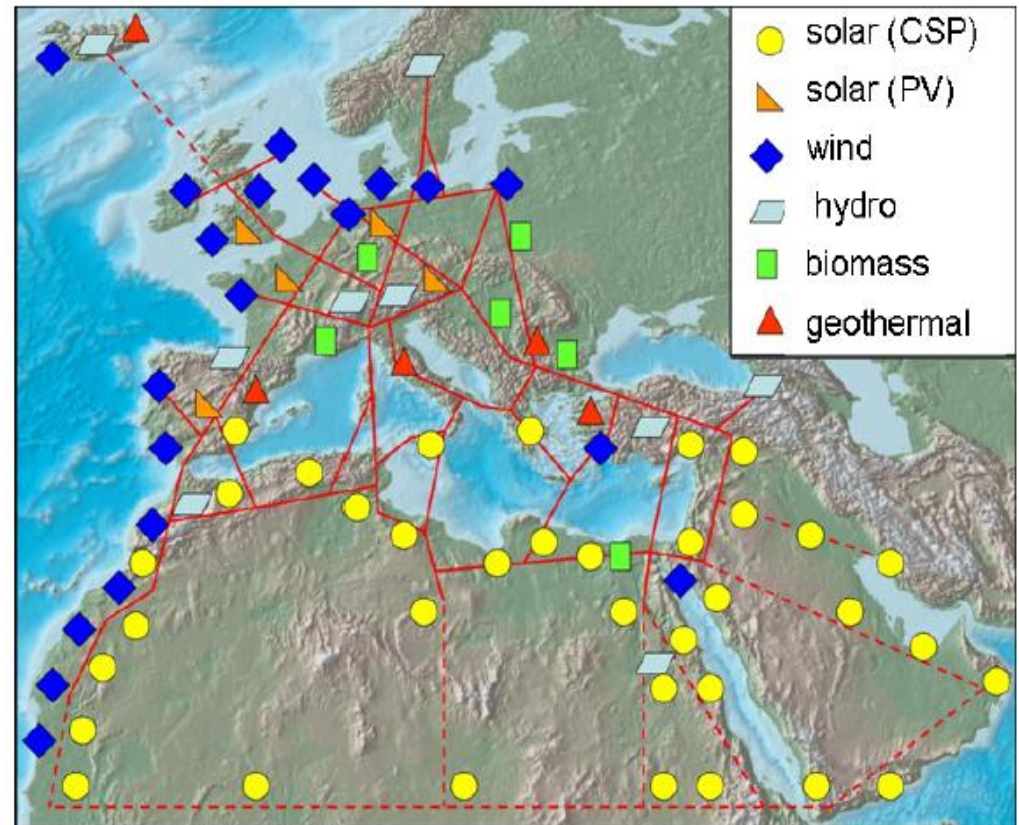 solar (CSP)
solar (PV)
wind
hydro
biomass
geothermal